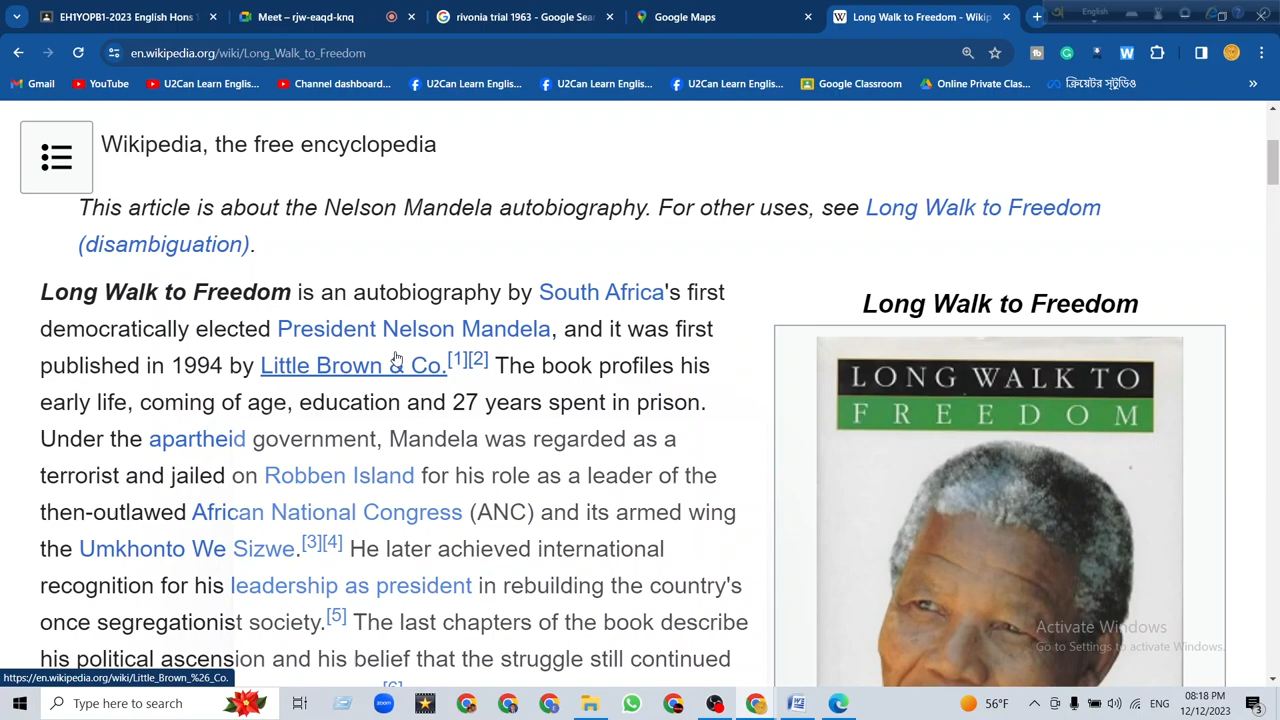 EH1YOPB1-2023 English Hons 1
Meet – rjw-eaqd-knq
rivonia trial 1963 - Google Sea
Google Maps
Long Walk to Freedom - Wikip
English
en.wikipedia.org/wiki/Long_Walk_to_Freedom
Gmail
YouTube
U2Can Learn Englis...
Channel dashboard...
U2Can Learn Englis...
U2Can Learn Englis...
U2Can Learn Englis...
Google Classroom
Online Private Clas...
ক্রিয়েটর স্টুডিও
Wikipedia, the free encyclopedia
This article is about the Nelson Mandela autobiography. For other uses, see Long Walk to Freedom
(disambiguation).
Long Walk to Freedom is an autobiography by South Africa's first
democratically elected President Nelson Mandela, and it was first
published in 1994 by Little Brown & Co.[1][2] The book profiles his
early life, coming of age, education and 27 years spent in prison.
Under the apartheid government, Mandela was regarded as a
terrorist and jailed on Robben Island for his role as a leader of the
then-outlawed African National Congress (ANC) and its armed wing
the Umkhonto We Sizwe.[3][4] He later achieved international
recognition for his leadership as president in rebuilding the country's
once segregationist society.[5] The last chapters of the book describe
his political ascension and his belief that the struggle still continued
Long Walk to Freedom
LONG WALK TO
FREEDOM
Activate Windows
Go to Settings to activate Windows.
https://en.wikipedia.org/wiki/Little_Brown_%26_Co.
Type here to search
zoom
56°F
ENG
08:18 PM
12/12/2023
3